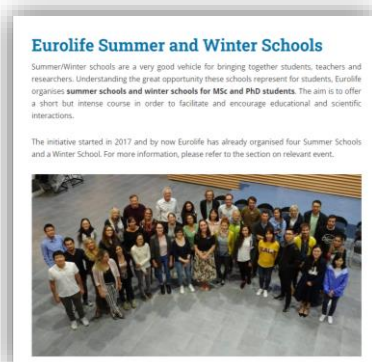 Eurolife Summer and Winter Schools
Summer/Winter schools are a very good vehicle for bringing together students, teachers and
researchers. Understanding the great opportunity these schools represent for students, Eurolife
organises summer schools and winter schools for MSc and PhD students. The aim is to offer
a short but intense course in order to facilitate and encourage educational and scientific
interactions.
The initiative started in 2017 and by now Eurolife has already organised four Summer Schools
and a Winter School. For more information, please refer to the section on relevant event.